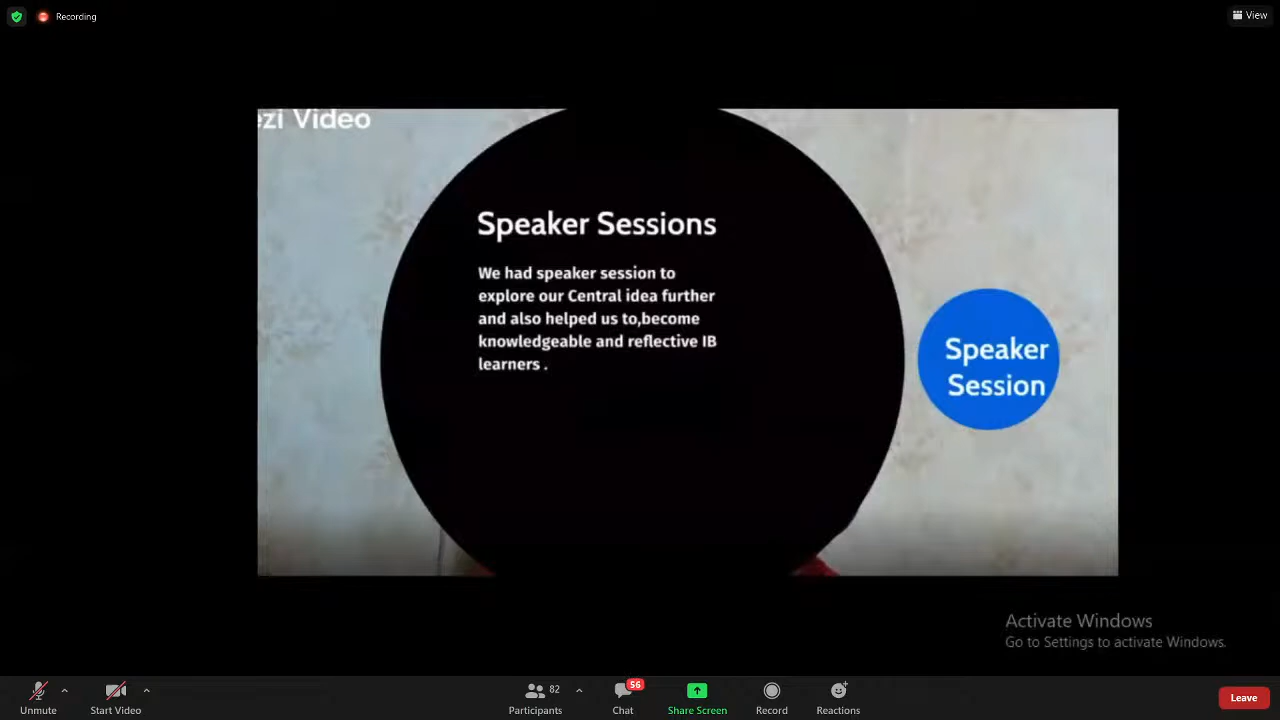 Recording
View
ezi Video
Speaker Sessions
We had speaker session to
explore our Central idea further
and also helped us to,become
knowledgeable and reflective IB
learners .
Speaker
Session
Activate Windows
Go to Settings to activate Windows.
Unmute
Start Video
82
Participants
56
Chat
Share Screen
Record
Reactions
Leave